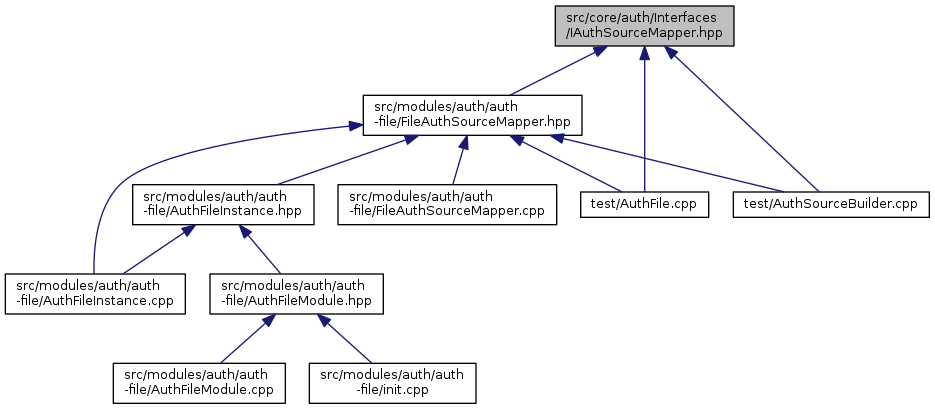 src/core/auth/Interfaces
/IAuthSourceMapper.hpp
src/modules/auth/auth
-file/FileAuthSourceMapper.hpp
src/modules/auth/auth
-file/AuthFileInstance.hpp
src/modules/auth/auth
-file/FileAuthSourceMapper.cpp
test/AuthFile.cpp
test/AuthSourceBuilder.cpp
src/modules/auth/auth
-file/AuthFileInstance.cpp
src/modules/auth/auth
-file/AuthFileModule.hpp
src/modules/auth/auth
-file/AuthFileModule.cpp
src/modules/auth/auth
-file/init.cpp